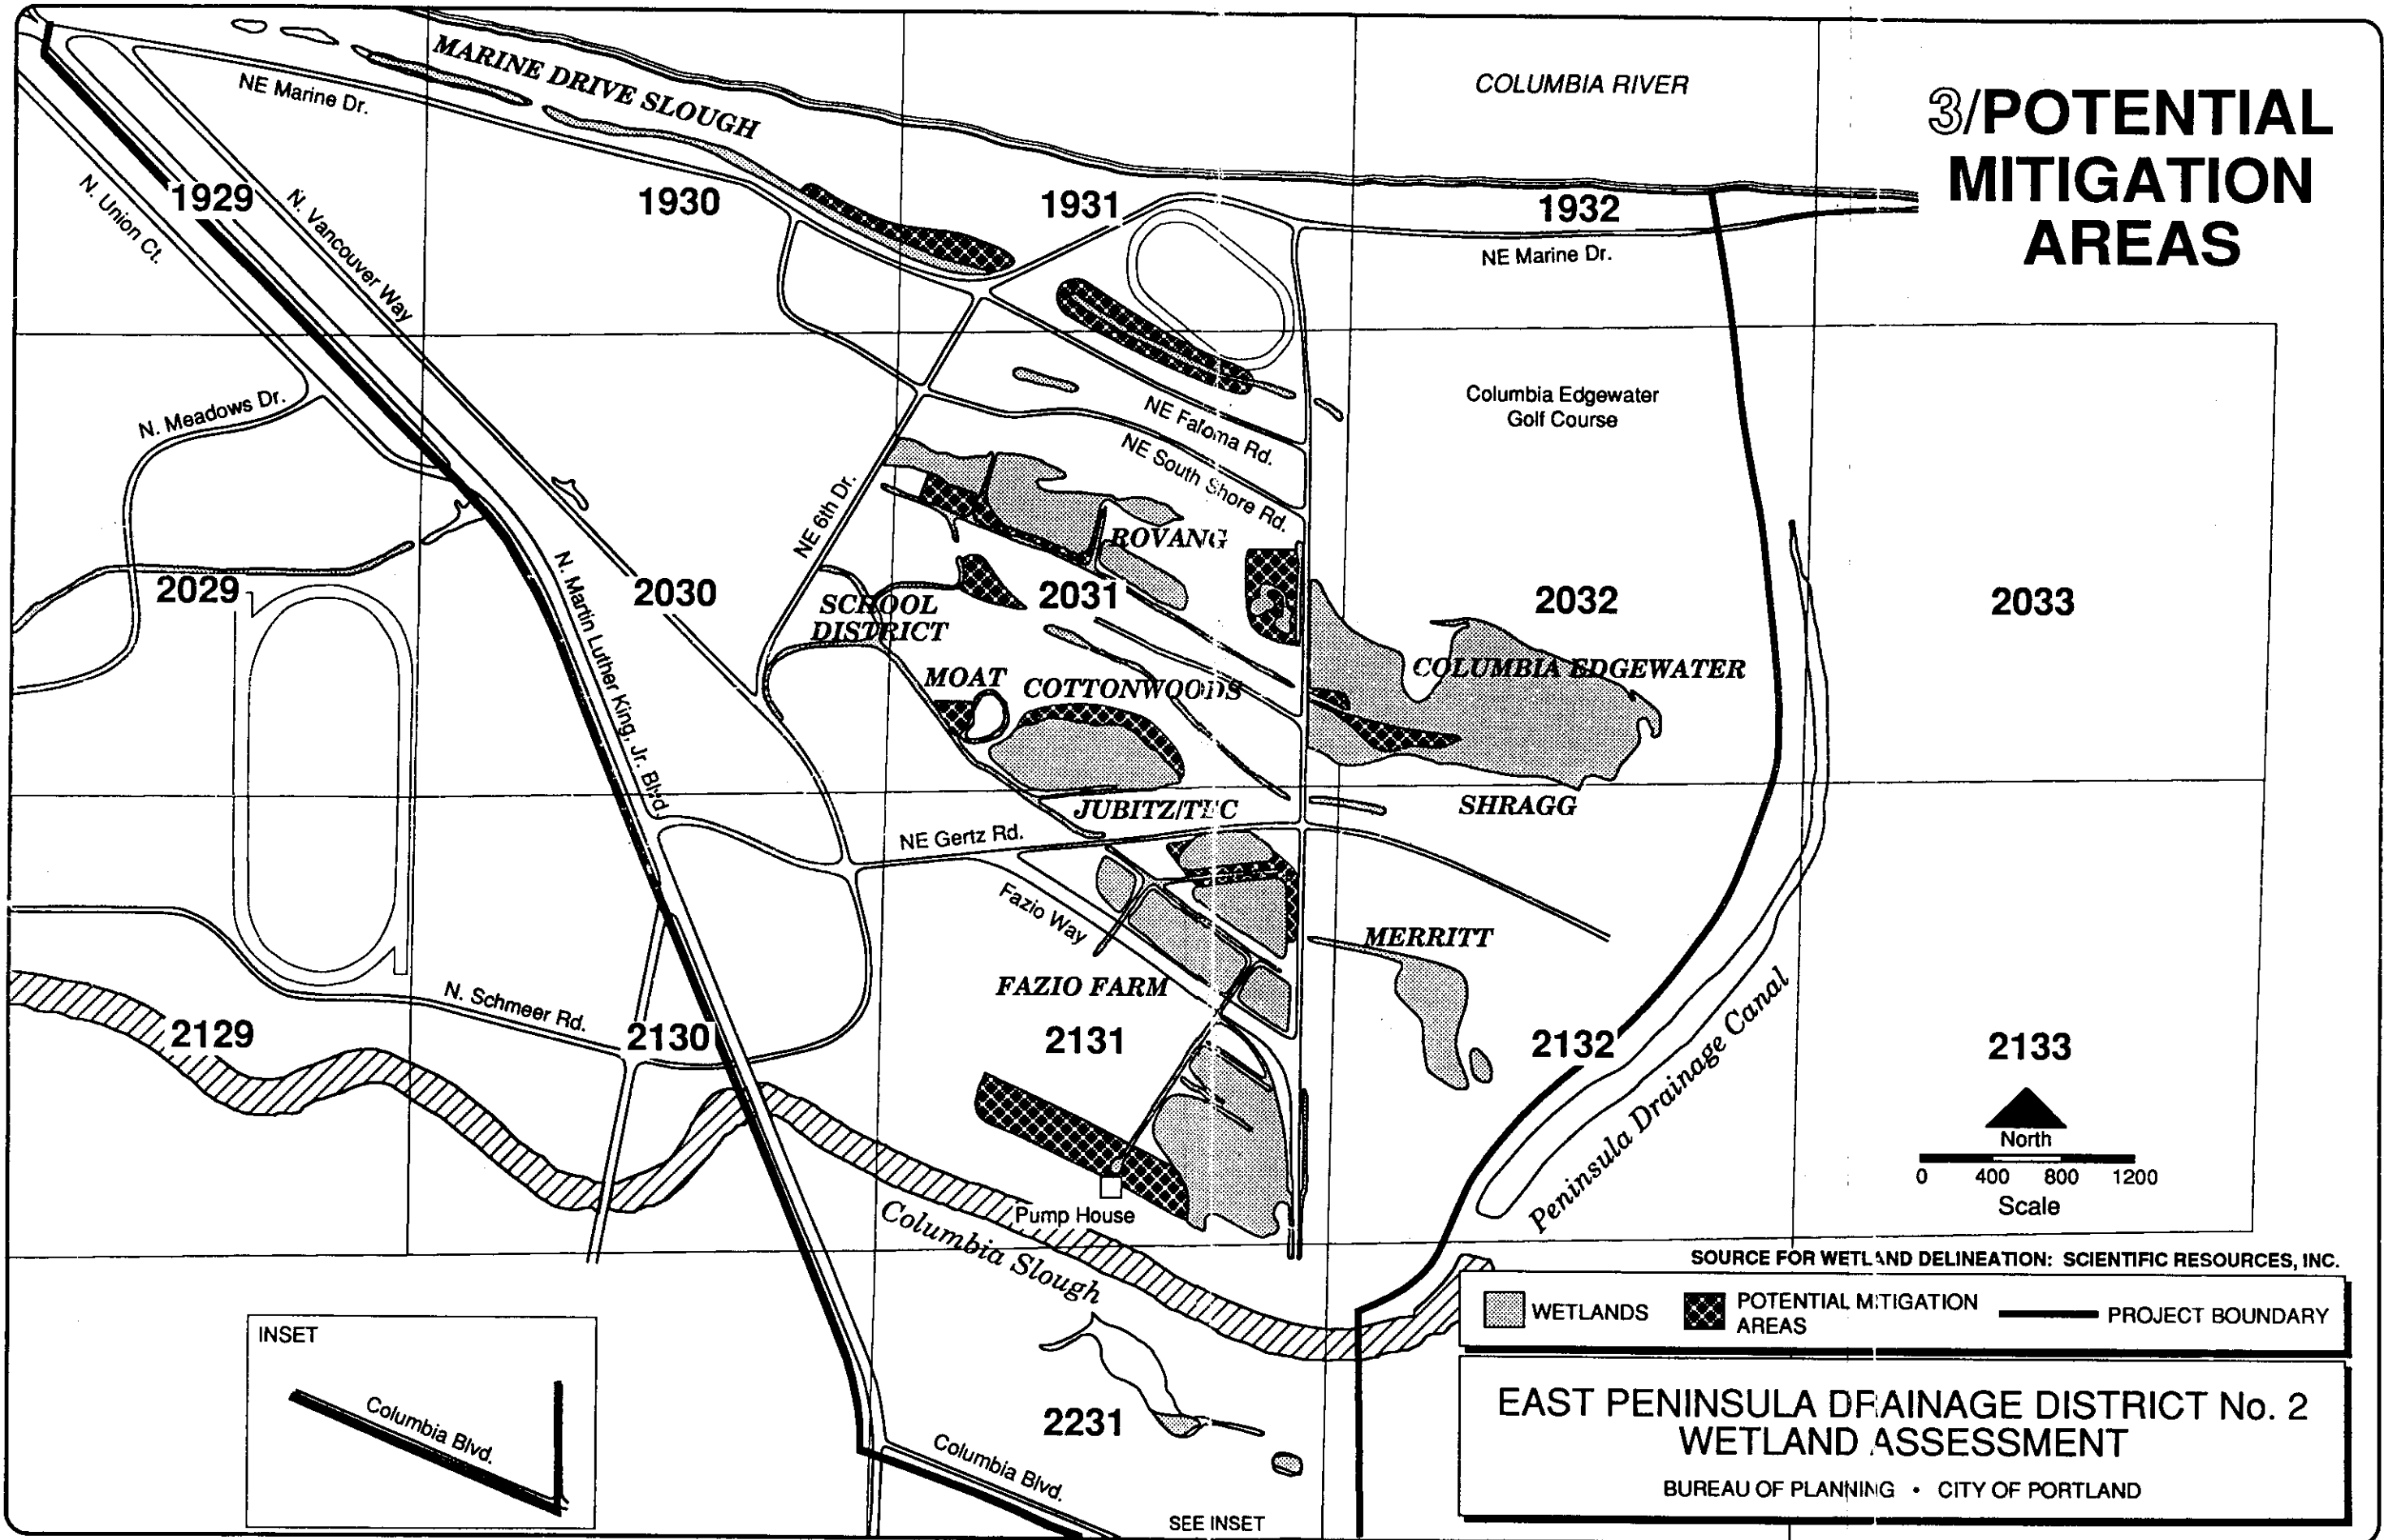 3/POTENTIAL
MITIGATION
AREAS
COLUMBIA RIVER
MARINE DRIVE SLOUGH
NE Marine Dr.
1929
1930
1931
1932
N. Union Ct.
N. Vancouver Way
NE Marine Dr.
N. Meadows Dr.
Columbia Edgewater
Golf Course
NE Faloma Rd.
NE South Shore Rd.
NE 6th Dr.
ROVANG
2029
2030
2031
2032
2033
N. Martin Luther King, Jr. Blvd.
SCHOOL
DISTRICT
MOAT
COTTONWOODS
COLUMBIA EDGEWATER
JUBITZ/TEC
SHRAGG
NE Gertz Rd.
Fazio Way
MERRITT
FAZIO FARM
N. Schmeer Rd.
2129
2130
2131
2132
2133
Peninsula Drainage Canal
North
0 400 800 1200
Scale
Pump House
Columbia Slough
SOURCE FOR WETLAND DELINEATION: SCIENTIFIC RESOURCES, INC.
WETLANDS
POTENTIAL MITIGATION
AREAS
PROJECT BOUNDARY
INSET
Columbia Blvd.
2231
Columbia Blvd.
SEE INSET
EAST PENINSULA DRAINAGE DISTRICT No. 2
WETLAND ASSESSMENT
BUREAU OF PLANNING • CITY OF PORTLAND